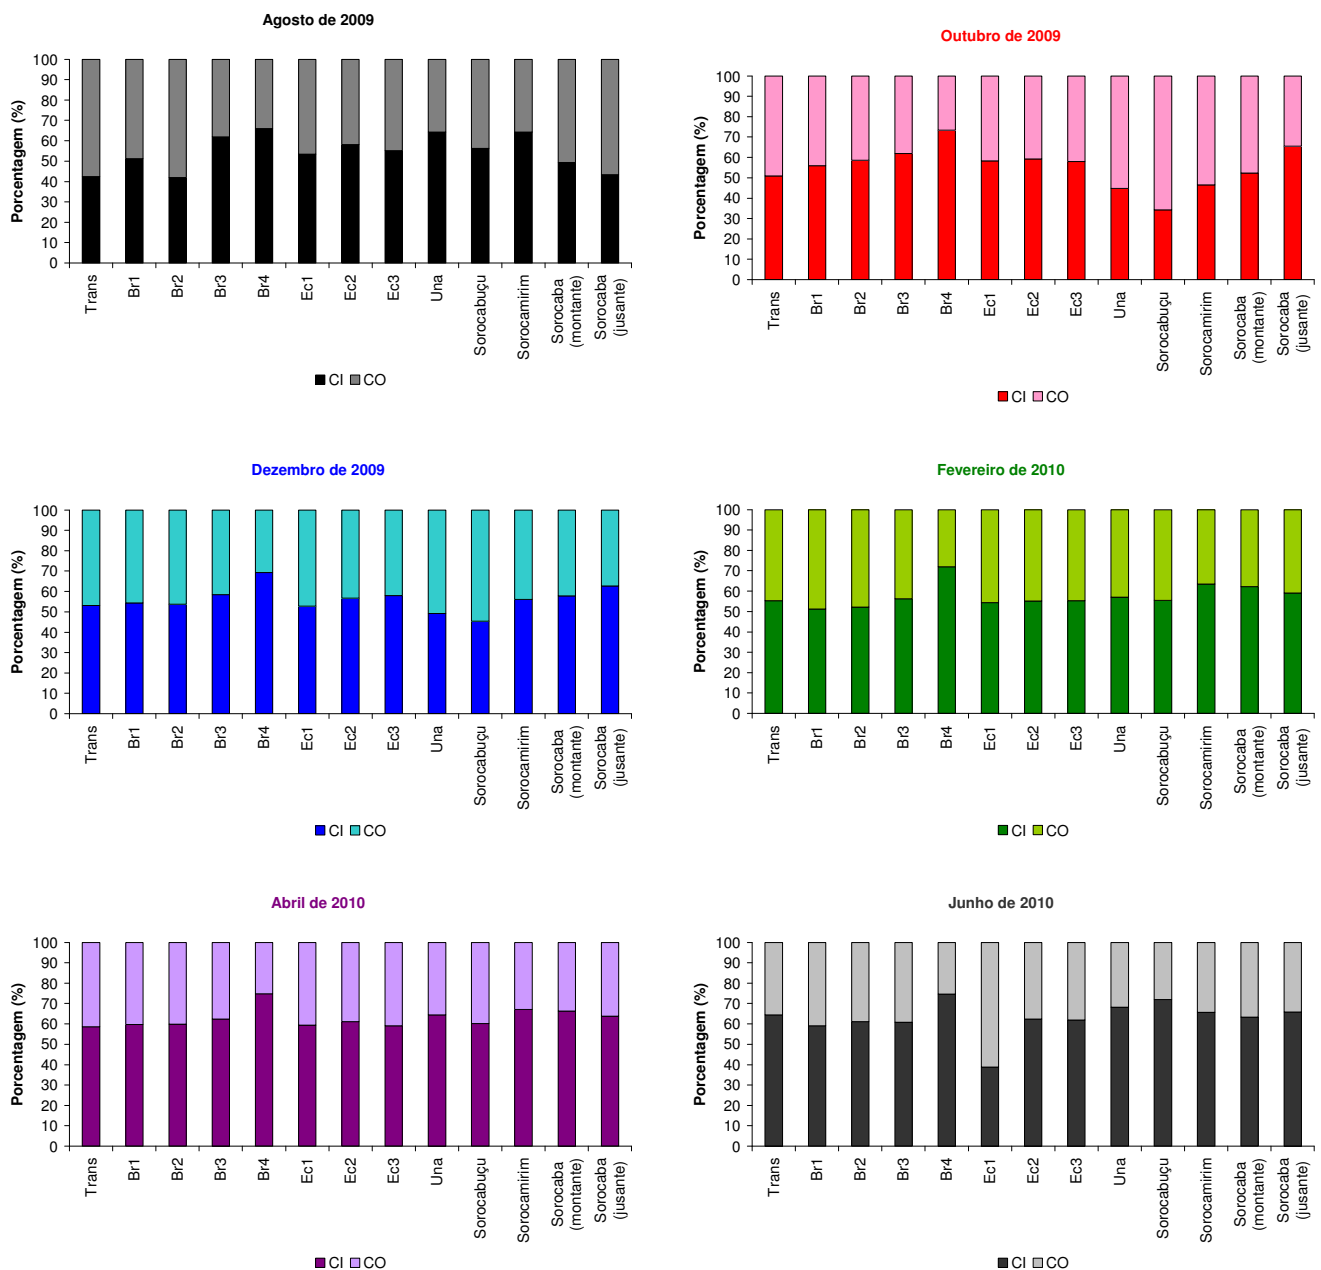 Agosto de 2009
Porcentagem (%)
100
90
80
70
60
50
40
30
20
10
0
Trans
Br1
Br2
Br3
Br4
Ec1
Ec2
Ec3
Una
Sorocabuçu
Sorocamirim
Sorocaba
(montante)
Sorocaba
(jusante)
CI CO
Outubro de 2009
Porcentagem (%)
100
90
80
70
60
50
40
30
20
10
0
Trans
Br1
Br2
Br3
Br4
Ec1
Ec2
Ec3
Una
Sorocabuçu
Sorocamirim
Sorocaba
(montante)
Sorocaba
(jusante)
CI CO
Dezembro de 2009
Porcentagem (%)
100
90
80
70
60
50
40
30
20
10
0
Trans
Br1
Br2
Br3
Br4
Ec1
Ec2
Ec3
Una
Sorocabuçu
Sorocamirim
Sorocaba
(montante)
Sorocaba
(jusante)
CI CO
Fevereiro de 2010
Porcentagem (%)
100
90
80
70
60
50
40
30
20
10
0
Trans
Br1
Br2
Br3
Br4
Ec1
Ec2
Ec3
Una
Sorocabuçu
Sorocamirim
Sorocaba
(montante)
Sorocaba
(jusante)
CI CO
Abril de 2010
Porcentagem (%)
100
90
80
70
60
50
40
30
20
10
0
Trans
Br1
Br2
Br3
Br4
Ec1
Ec2
Ec3
Una
Sorocabuçu
Sorocamirim
Sorocaba
(montante)
Sorocaba
(jusante)
CI CO
Junho de 2010
Porcentagem (%)
100
90
80
70
60
50
40
30
20
10
0
Trans
Br1
Br2
Br3
Br4
Ec1
Ec2
Ec3
Una
Sorocabuçu
Sorocamirim
Sorocaba
(montante)
Sorocaba
(jusante)
CI CO